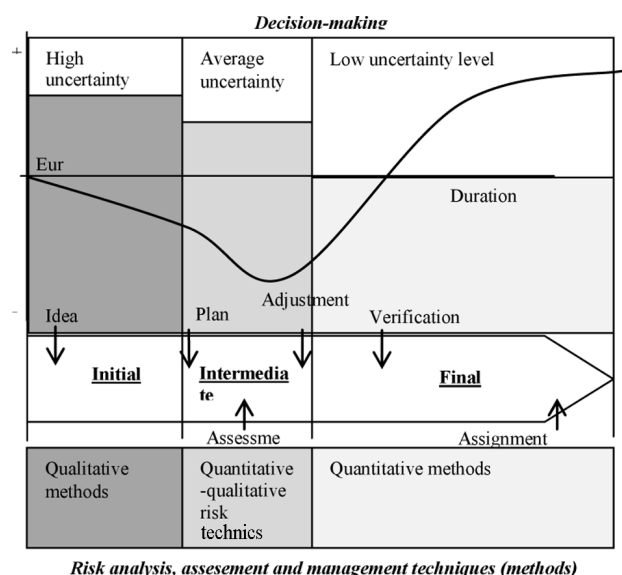 Decision-making
+
High
uncertainty
Average
uncertainty
Low uncertainty level
Eur
Duration
Adjustment
-
Idea
Plan
Verification
Initial
Intermedia
te
Final
Assessme
Assignment
Qualitative
methods
Quantitative
-qualitative
risk
technics
Quantitative methods
Risk analysis, assesement and management techniques (methods)